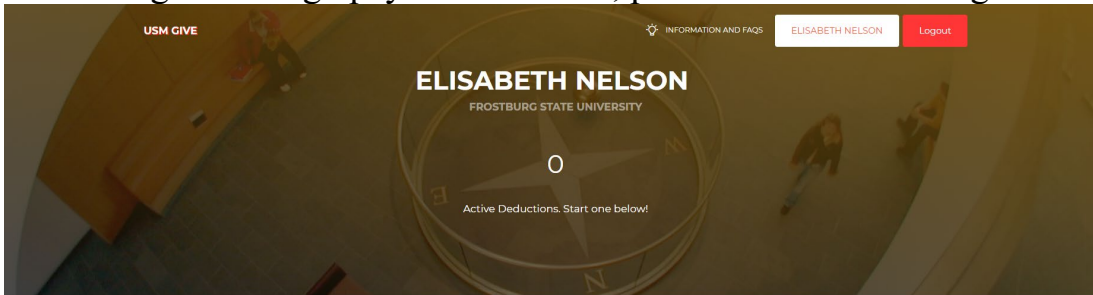 USM GIVE
INFORMATION AND FAQS
ELISABETH NELSON
Logout
ELISABETH NELSON
FROSTBURG STATE UNIVERSITY
0
Active Deductions. Start one below!
W
E
N